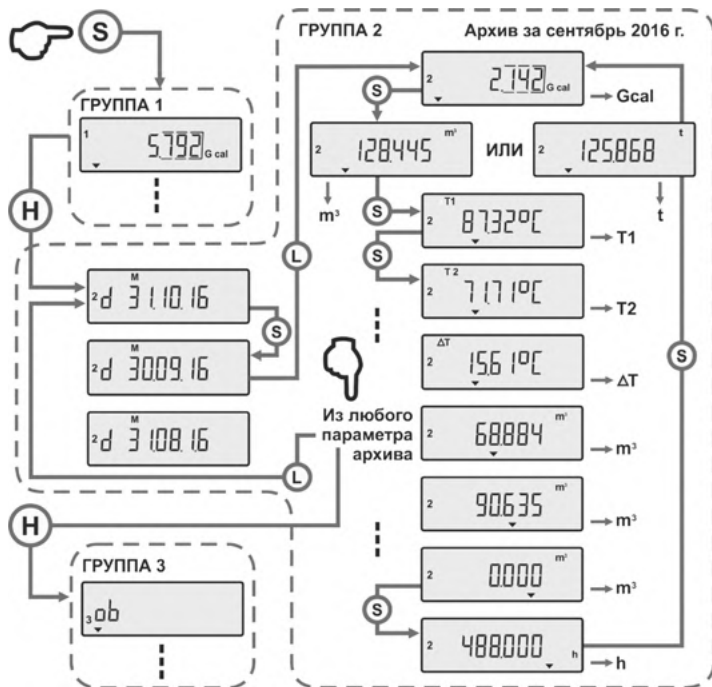 S
ГРУППА 1
1 5.792 G cal
H
ГРУППА 2
Архив за сентябрь 2016 г.
2 2.142 G cal
Gcal
S
2 128.445 m³
ИЛИ
2 125.868 t
m³
t
S
T1
2 87.32°C
T1
S
T2
2 71.71°C
T2
ΔT
2 15.61°C
ΔT
L
M
2 d 31.10.16
S
M
2 d 30.09.16
M
2 d 31.08.16
Из любого
параметра
архива
L
S
2 68.884 m³
m³
2 90.635 m³
m³
2 0.000 m³
m³
S
2 488.000 h
h
H
ГРУППА 3
3 ob